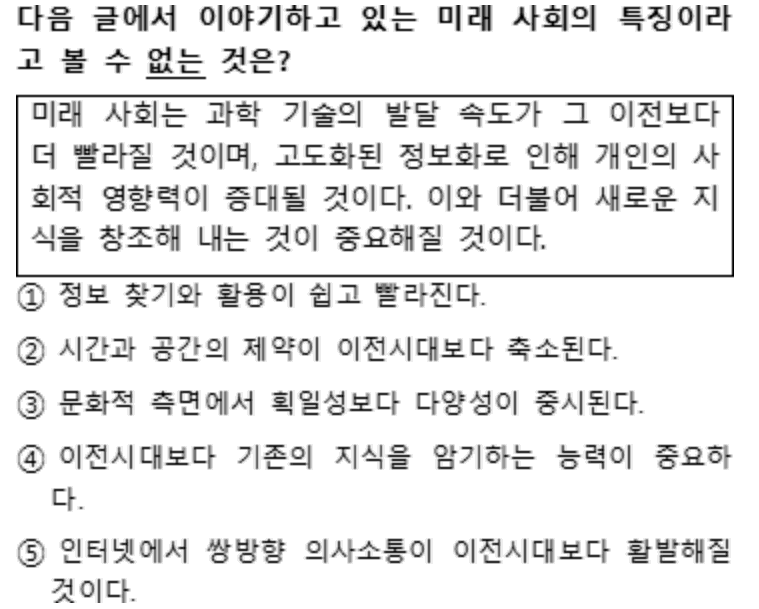 다음 글에서 이야기하고 있는 미래 사회의 특징이라
고 볼 수 없는 것은?
미래 사회는 과학 기술의 발달 속도가 그 이전보다
더 빨라질 것이며, 고도화된 정보화로 인해 개인의 사
회적 영향력이 증대될 것이다. 이와 더불어 새로운 지
식을 창조해 내는 것이 중요해질 것이다.
① 정보 찾기와 활용이 쉽고 빨라진다.
② 시간과 공간의 제약이 이전시대보다 축소된다.
③ 문화적 측면에서 획일성보다 다양성이 중시된다.
④ 이전시대보다 기존의 지식을 암기하는 능력이 중요하
다.
⑤ 인터넷에서 쌍방향 의사소통이 이전시대보다 활발해질
것이다.